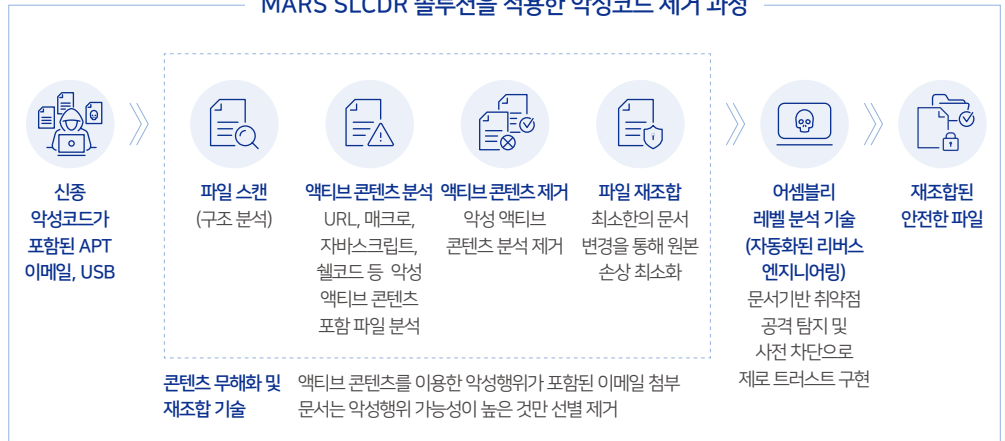 MARS SLCDR 솔루션을 적용한 악성코드 제거 과정
신종
악성코드가
포함된 APT
이메일, USB
파일 스캔
(구조 분석)
액티브 콘텐츠 분석
URL, 매크로,
자바스크립트,
쉘코드 등 악성
액티브 콘텐츠
포함 파일 분석
액티브 콘텐츠 제거
악성 액티브
콘텐츠 분석 제거
파일 재조합
최소한의 문서
변경을 통해 원본
손상 최소화
어셈블리
레벨 분석 기술
(자동화된 리버스
엔지니어링)
문서기반 취약점
공격 탐지 및
사전 차단으로
제로 트러스트 구현
재조합된
안전한 파일
콘텐츠 무해화 및
재조합 기술
액티브 콘텐츠를 이용한 악성행위가 포함된 이메일 첨부
문서는 악성행위 가능성이 높은 것만 선별 제거